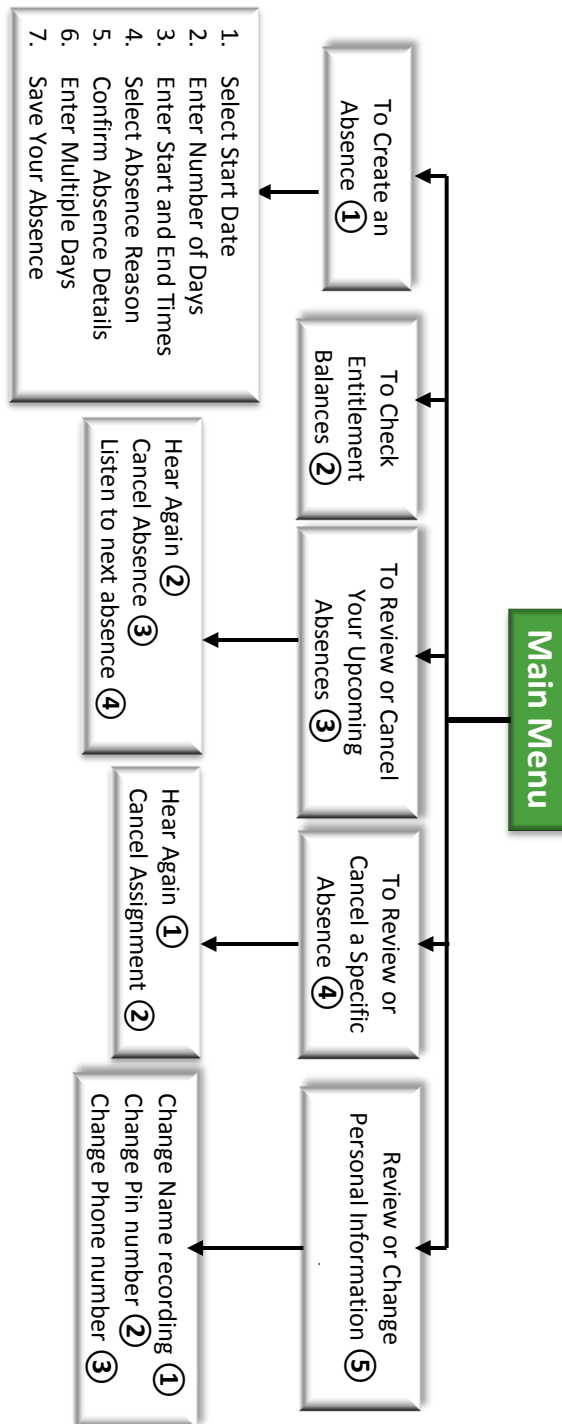 Main Menu
To Create an
Absence ①
1. Select Start Date
2. Enter Number of Days
3. Enter Start and End Times
4. Select Absence Reason
5. Confirm Absence Details
6. Enter Multiple Days
7. Save Your Absence
To Check
Entitlement
Balances ②
To Review or Cancel
Your Upcoming
Absences ③
Hear Again ②
Cancel Absence ③
Listen to next absence ④
To Review or
Cancel a Specific
Absence ④
Hear Again ①
Cancel Assignment ②
Review or Change
Personal Information ⑤
Change Name recording ①
Change Pin number ②
Change Phone number ③